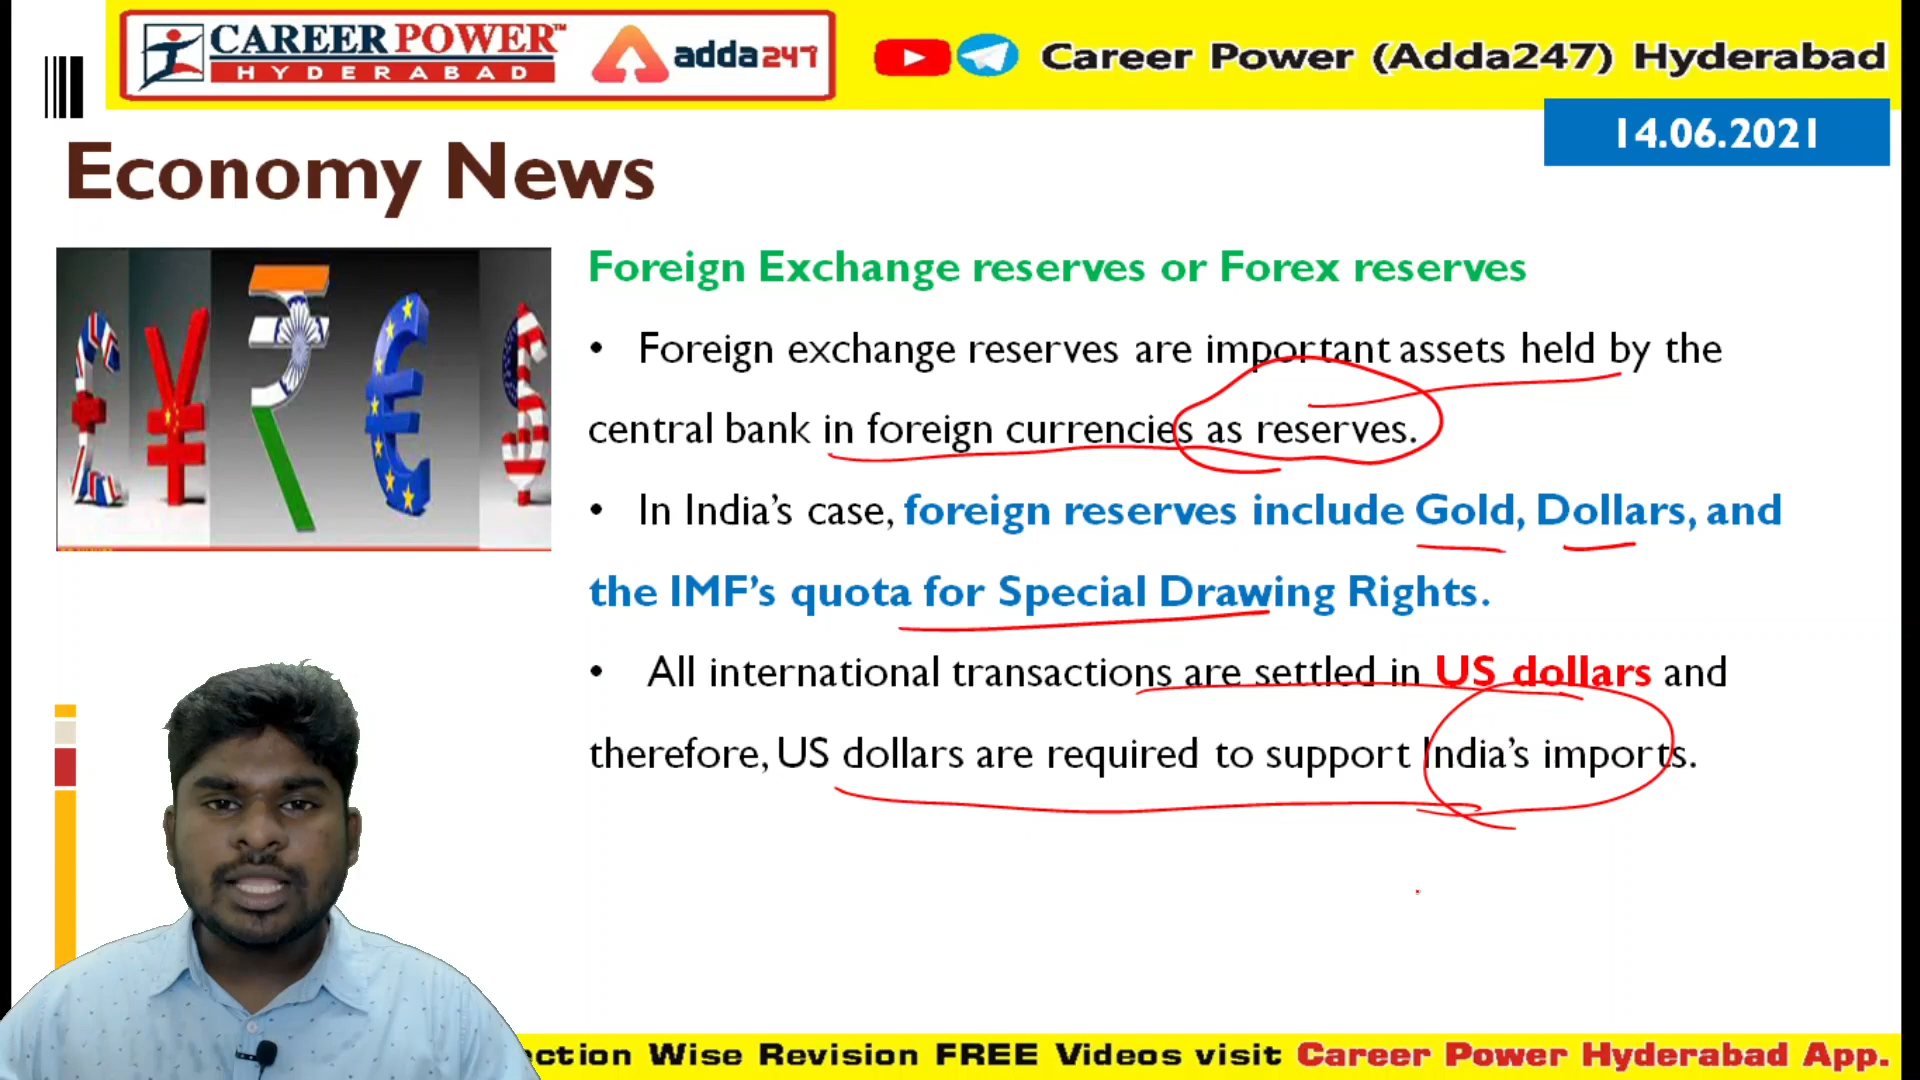 CAREER POWER™
HYDERABAD
adda247
Career Power (Adda247) Hyderabad
14.06.2021
Economy News
Foreign Exchange reserves or Forex reserves
• Foreign exchange reserves are important assets held by the
central bank in foreign currencies as reserves.
• In India’s case, foreign reserves include Gold, Dollars, and
the IMF’s quota for Special Drawing Rights.
• All international transactions are settled in US dollars and
therefore, US dollars are required to support India’s imports.
Wise Revision FREE Videos visit Career Power Hyderabad App.